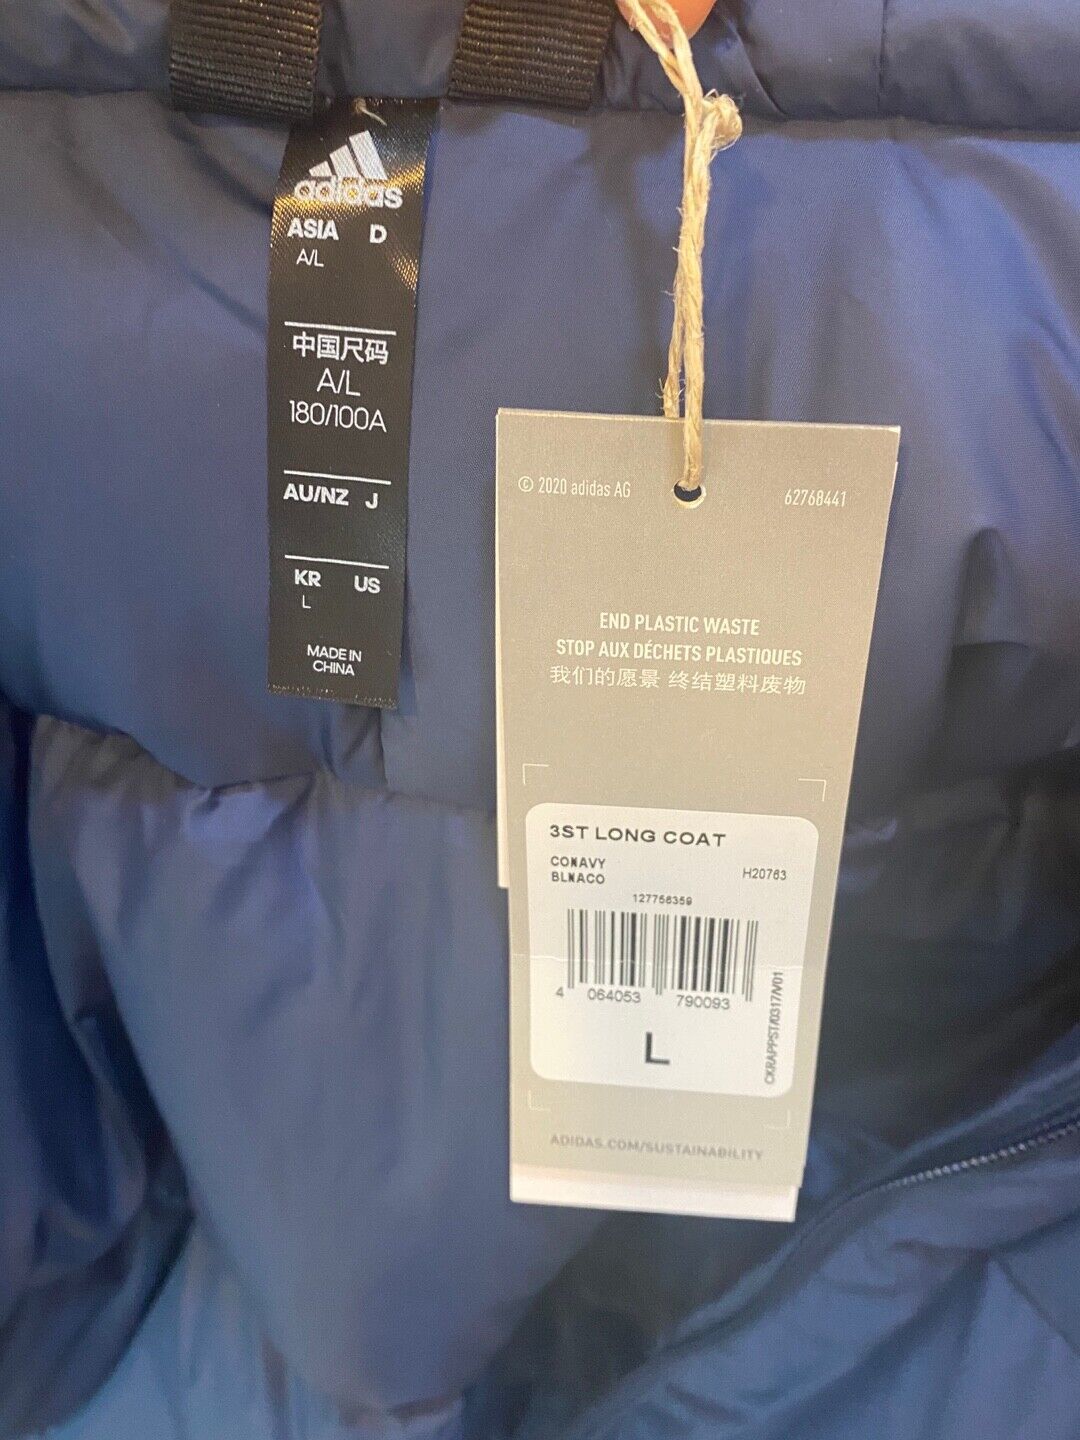 adidas
ASIA D
A/L
中国尺码
A/L
180/100A
AU/NZ J
KR US
L
MADE IN
CHINA
© 2020 adidas AG 62768441
END PLASTIC WASTE
STOP AUX DÉCHETS PLASTIQUES
我们的愿景 终结塑料废物
3ST LONG COAT
CONAVY
BLNACO H20763
127756359
4 064053 790093
L
CKRAPPST/0317/V01
ADIDAS.COM/SUSTAINABILITY